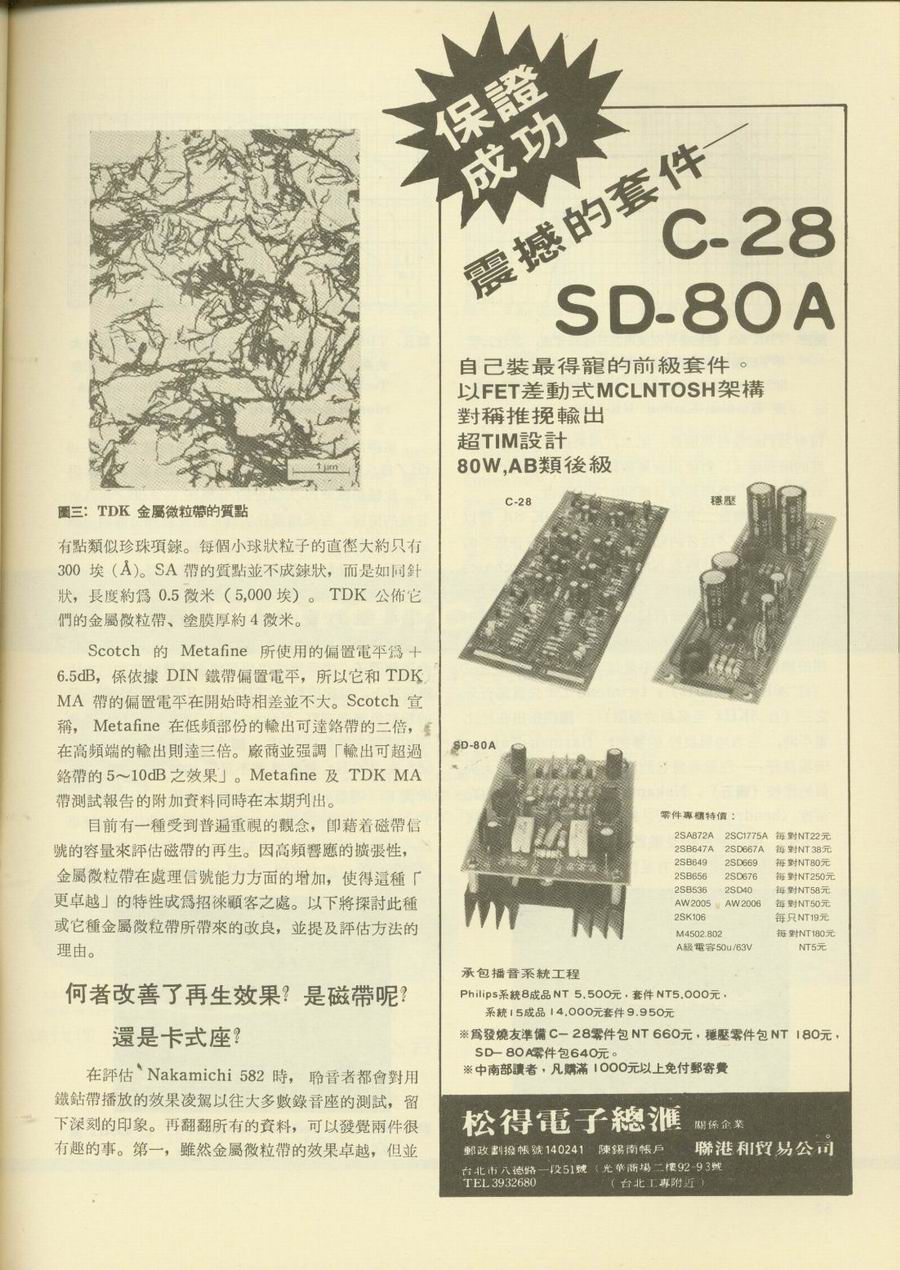 1μm
圖三: TDK 金屬微粒帶的質點
有點類似珍珠項鍊。每個小球狀粒子的直徑大約只有
300 埃（Å）。SA 帶的質點並不成鍊狀，而是如同針
狀，長度約爲 0.5 微米（5,000 埃）。TDK 公佈它
們的金屬微粒帶、塗膜厚約 4 微米。
Scotch 的 Metafine 所使用的偏置電平爲＋
6.5dB，係依據 DIN 鐵帶偏置電平，所以它和 TDK
MA 帶的偏置電平在開始時相差並不大。Scotch 宣
稱， Metafine 在低頻部份的輸出可達鉻帶的二倍，
在高頻端的輸出則達三倍。廠商並强調「輸出可超過
鉻帶的 5～10dB 之效果」。Metafine 及 TDK MA
帶測試報告的附加資料同時在本期刋出。
目前有一種受到普遍重視的觀念，卽藉着磁帶信
號的容量來評估磁帶的再生。因高頻響應的擴張性，
金屬微粒帶在處理信號能力方面的增加，使得這種「
更卓越」的特性成爲招徠顧客之處。以下將探討此種
或它種金屬微粒帶所帶來的改良，並提及評估方法的
理由。
何者改善了再生效果？是磁帶呢？
還是卡式座？
在評估 Nakamichi 582 時， 聆音者都會對用
鐵鈷帶播放的效果凌駕以往大多數錄音座的測試，留
下深刻的印象。再翻翻所有的資料，可以發覺兩件很
有趣的事。第一，雖然金屬微粒帶的效果卓越，但並
保證
成功
震撼的套件
C-28
SD-80A
自己裝最得寵的前級套件。
以FET差動式MCLNTOSH架構
對稱推挽輸出
超TIM設計
80W,AB類後級
C-28
穩壓
SD-80A
零件專櫃特價：
2SA872A 2SC1775A 每對NT22元
2SB647A 2SD667A 每對NT38元
2SB649 2SD669 每對NT80元
2SB656 2SD676 每對NT250元
2SB536 2SD40 每對NT58元
AW2005 AW2006 每對NT50元
2SK106 每只NT19元
M4502.802 每對NT180元
A級電容50u/63V NT5元
承包播音系統工程
Philips系統8成品NT 5,500元，套件NT5,000元，
系統15成品14,000元套件9,950元
※爲發燒友準備C－28零件包NT 660元，穩壓零件包NT 180元，
SD－80A零件包640元。
※中南部讀者，凡購滿1000元以上免付郵寄費
松得電子總滙 關係企業
郵政劃撥帳號140241 陳錫南帳戶 聯港和貿易公司
台北市八德路一段51號（光華商場二樓92-93號
TEL 3932680 （台北工專附近）